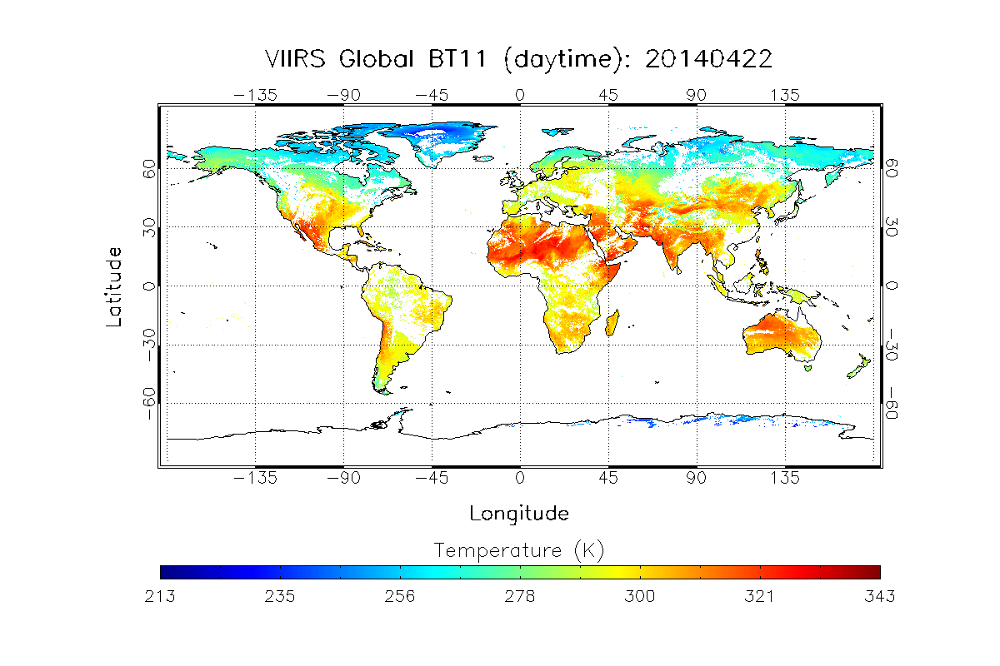 VIIRS Global BT11 (daytime): 20140422
−135 −90 −45 0 45 90 135
60 60
30 30
0 0
−30 −30
−60 −60
Latitude
−135 −90 −45 0 45 90 135
Longitude
Temperature (K)
213 235 256 278 300 321 343